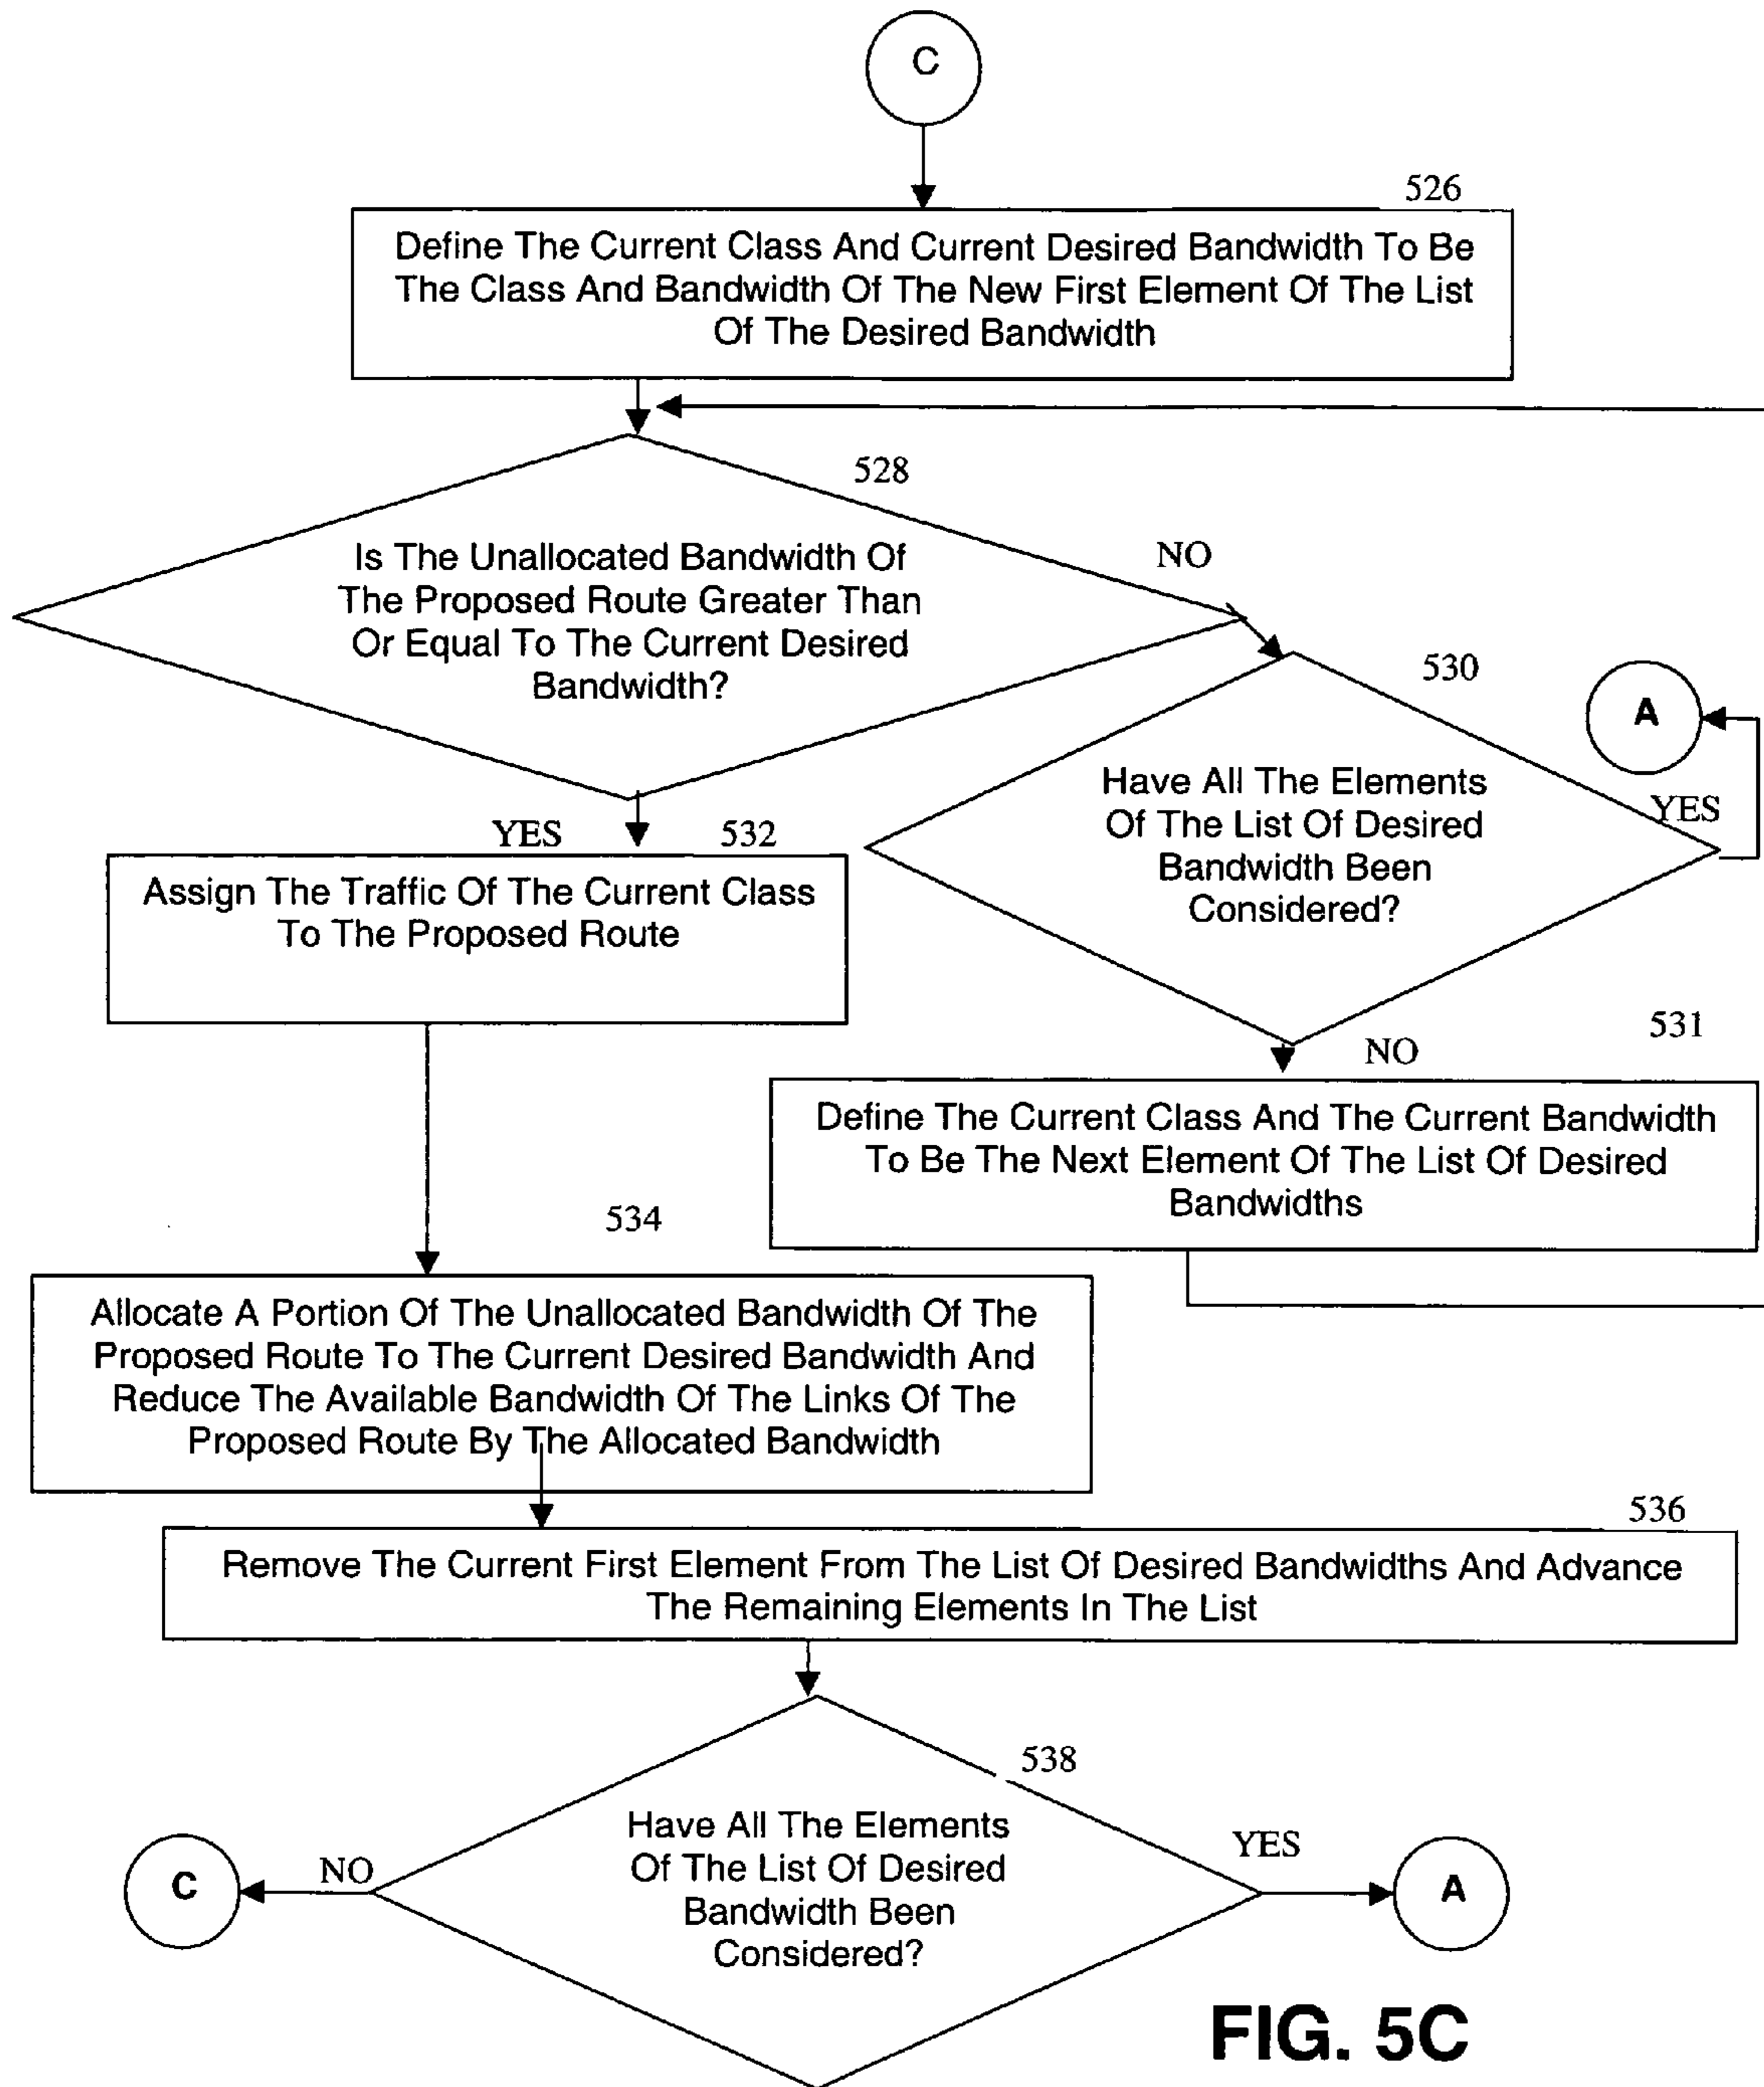 C
526
Define The Current Class And Current Desired Bandwidth To Be
The Class And Bandwidth Of The New First Element Of The List
Of The Desired Bandwidth
528
Is The Unallocated Bandwidth Of
The Proposed Route Greater Than
Or Equal To The Current Desired
Bandwidth?
NO
530
A
Have All The Elements
Of The List Of Desired
Bandwidth Been
Considered?
YES
YES
532
Assign The Traffic Of The Current Class
To The Proposed Route
NO
531
Define The Current Class And The Current Bandwidth
To Be The Next Element Of The List Of Desired
Bandwidths
534
Allocate A Portion Of The Unallocated Bandwidth Of The
Proposed Route To The Current Desired Bandwidth And
Reduce The Available Bandwidth Of The Links Of The
Proposed Route By The Allocated Bandwidth
536
Remove The Current First Element From The List Of Desired Bandwidths And Advance
The Remaining Elements In The List
538
Have All The Elements
Of The List Of Desired
Bandwidth Been
Considered?
NO
C
YES
A
FIG. 5C